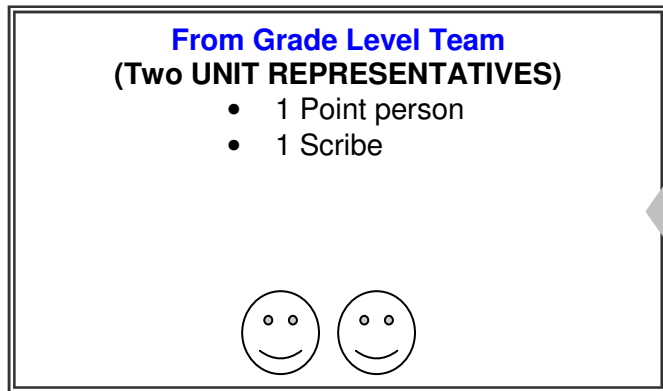 From Grade Level Team
(Two UNIT REPRESENTATIVES)
• 1 Point person
• 1 Scribe